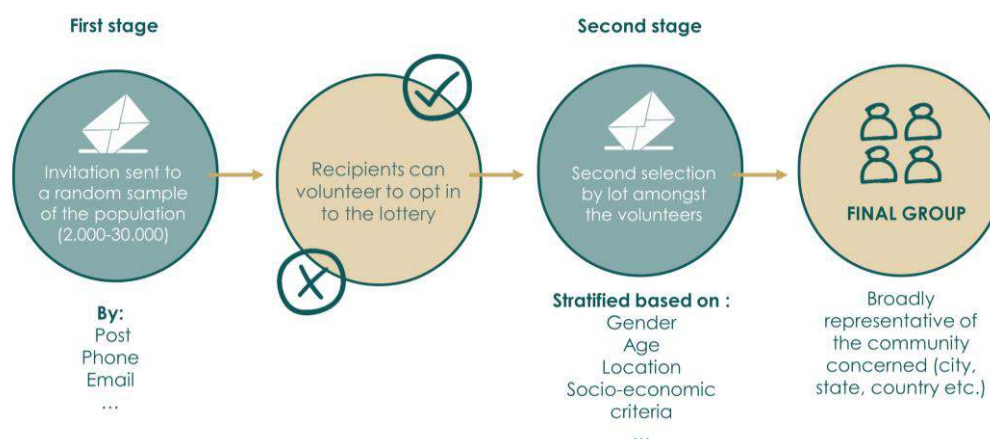 First stage
Invitation sent to
a random sample
of the population
(2.000-30.000)
By:
Post
Phone
Email
...
Recipients can
volunteer to opt in
to the lottery
Second stage
Second selection
by lot amongst
the volunteers
Stratified based on :
Gender
Age
Location
Socio-economic
criteria
...
FINAL GROUP
Broadly
representative of
the community
concerned (city,
state, country etc.)